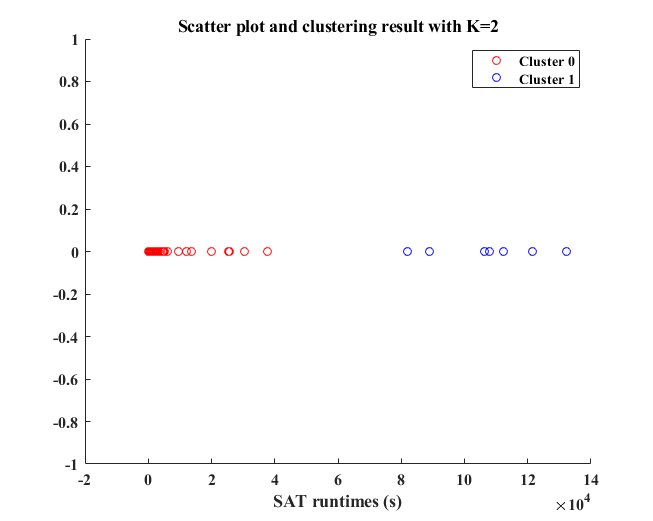 Scatter plot and clustering result with K=2
Cluster 0
Cluster 1
1
0.8
0.6
0.4
0.2
0
-0.2
-0.4
-0.6
-0.8
-1
-2 0 2 4 6 8 10 12 14
×10⁴
SAT runtimes (s)